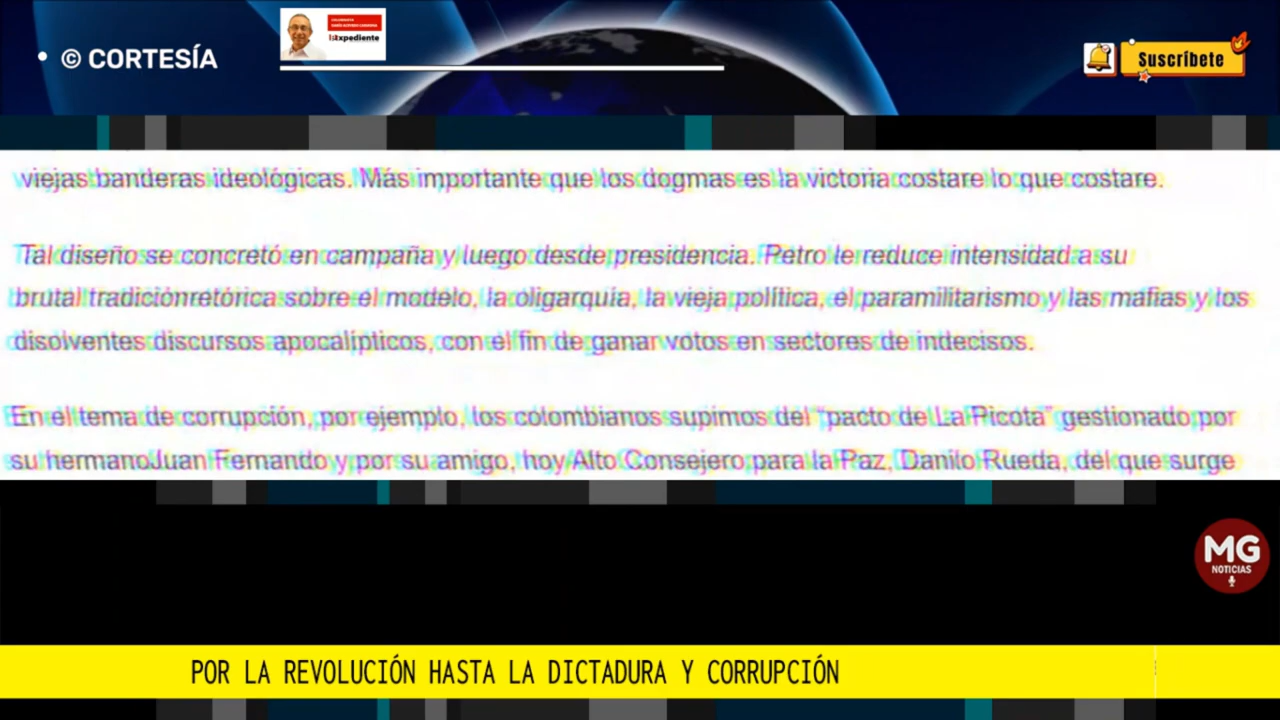 • © CORTESÍA
Expediente
Suscríbete
viejas banderas ideológicas. Más importante que los dogmas es la victoria costare lo que costare.
Tal diseño se concretó en campaña y luego desde presidencia. Petro le reduce intensidad a su
brutal tradiciónretórica sobre el modelo, la oligarquía, la vieja política, el paramilitarismo y las mafias y los
disolventes discursos apocalípticos, con el fin de ganar votos en sectores de indecisos.
En el tema de corrupción, por ejemplo, los colombianos supimos del “pacto de La Picota” gestionado por
su hermanoJuan Fernando y por su amigo, hoy Alto Consejero para la Paz, Danilo Rueda, del que surge
MG
NOTICIAS
POR LA REVOLUCIÓN HASTA LA DICTADURA Y CORRUPCIÓN